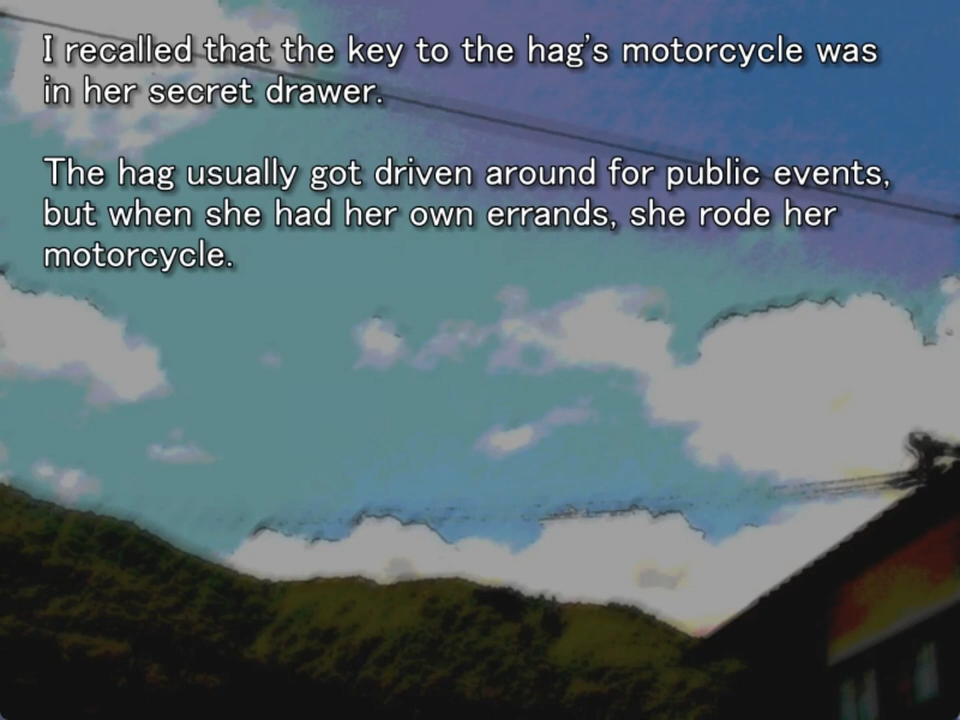 I recalled that the key to the hag's motorcycle was
in her secret drawer.
The hag usually got driven around for public events,
but when she had her own errands, she rode her
motorcycle.